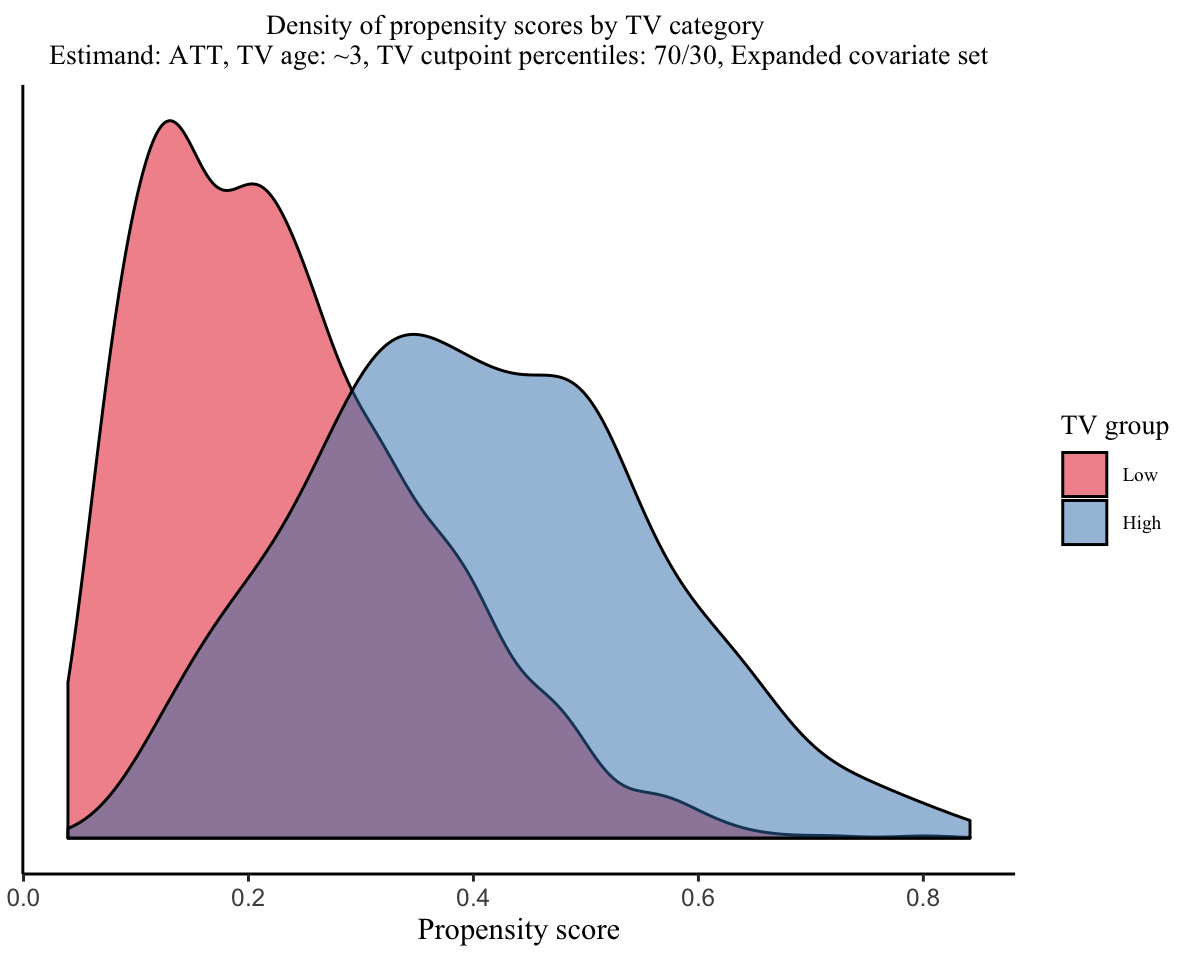 Density of propensity scores by TV category
Estimand: ATT, TV age: ~3, TV cutpoint percentiles: 70/30, Expanded covariate set
TV group
Low
High
0.0 0.2 0.4 0.6 0.8
Propensity score